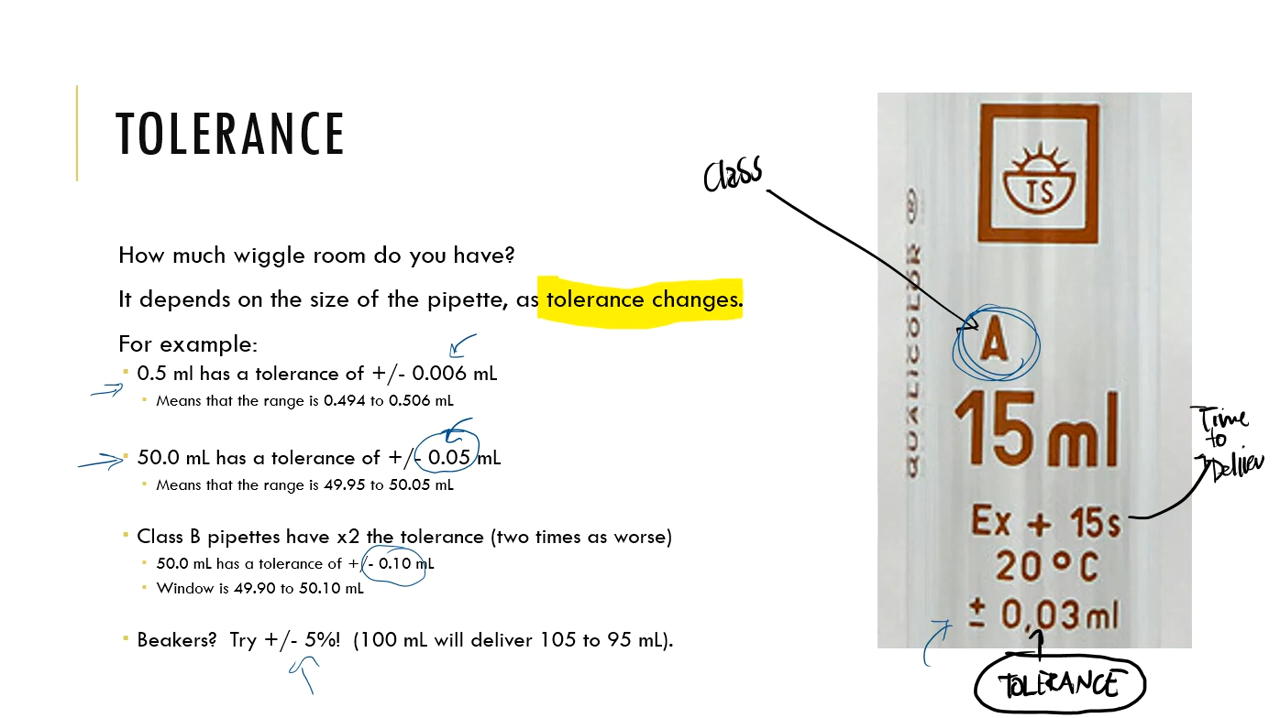 TOLERANCE
How much wiggle room do you have?
It depends on the size of the pipette, as tolerance changes.
For example:
0.5 ml has a tolerance of +/- 0.006 mL
Means that the range is 0.494 to 0.506 mL
50.0 mL has a tolerance of +/- 0.05 mL
Means that the range is 49.95 to 50.05 mL
Class B pipettes have x2 the tolerance (two times as worse)
50.0 mL has a tolerance of +/- 0.10 mL
Window is 49.90 to 50.10 mL
Beakers? Try +/- 5%! (100 mL will deliver 105 to 95 mL).
Class
TS
QUALICOLOR ®
A
15ml
Ex + 15s
20°C
± 0,03ml
Time
to
Deliver
TOLERANCE